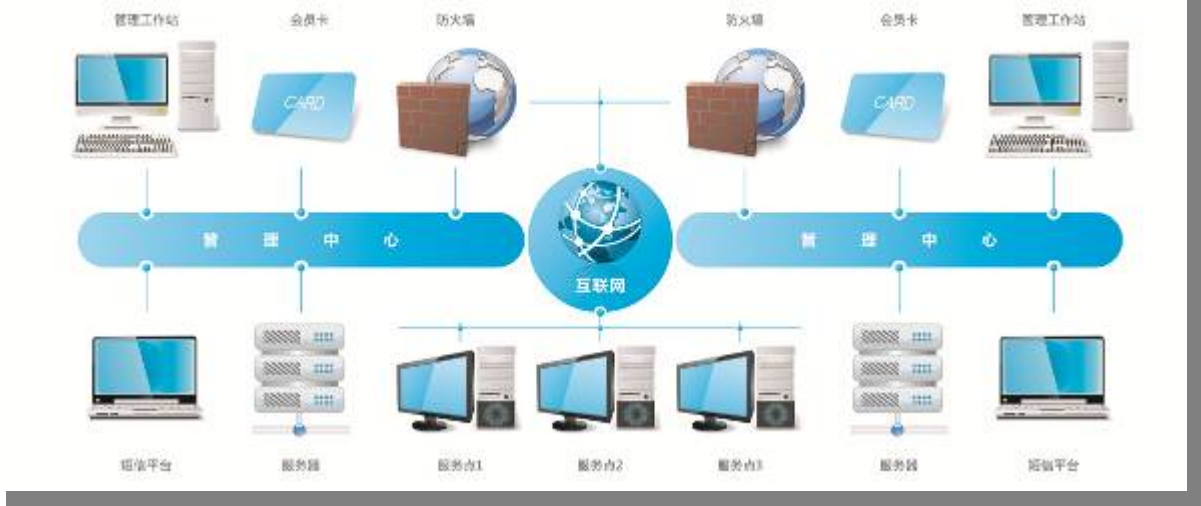 管理工作站 会员卡 防火墙 防火墙 会员卡 管理工作站
CARD CARD
管理中心 管理中心
互联网
短信平台 服务器 服务点1 服务点2 服务点3 服务器 短信平台